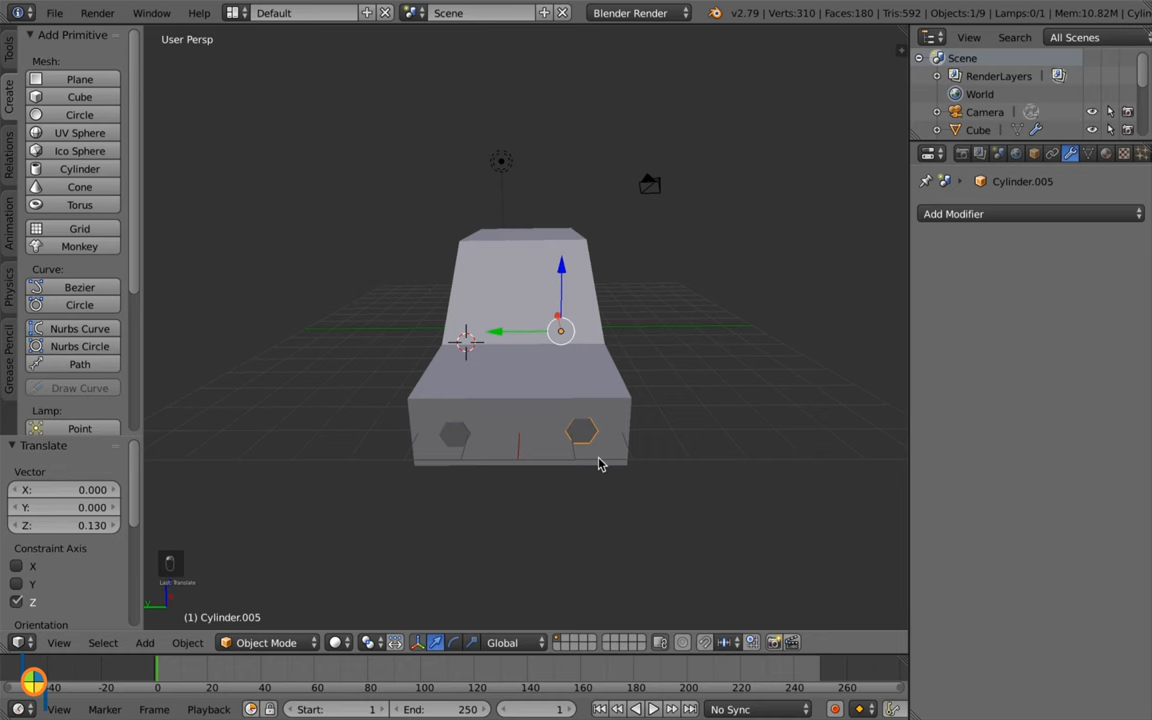 File Render Window Help Default Scene Blender Render v2.79 | Verts:310 | Faces:180 | Tris:592 | Objects:1/9 | Lamps:0/1 | Mem:10.82M | Cylin
Tools
Create
Relations
Animation
Physics
Grease Pencil
Add Primitive
Mesh:
Plane
Cube
Circle
UV Sphere
Ico Sphere
Cylinder
Cone
Torus
Grid
Monkey
Curve:
Bezier
Circle
Nurbs Curve
Nurbs Circle
Path
Draw Curve
Lamp:
Point
Translate
Vector
X: 0.000
Y: 0.000
Z: 0.130
Constraint Axis
X
Y
Z
Orientation
User Persp
Last: Translate
(1) Cylinder.005
View Select Add Object Object Mode Global
-40 -20 0 20 40 60 80 100 120 140 160 180 200 220 240 260
View Marker Frame Playback Start: 1 End: 250 1 No Sync
View Search All Scenes
Scene
RenderLayers
World
Camera
Cube
Cylinder.005
Add Modifier